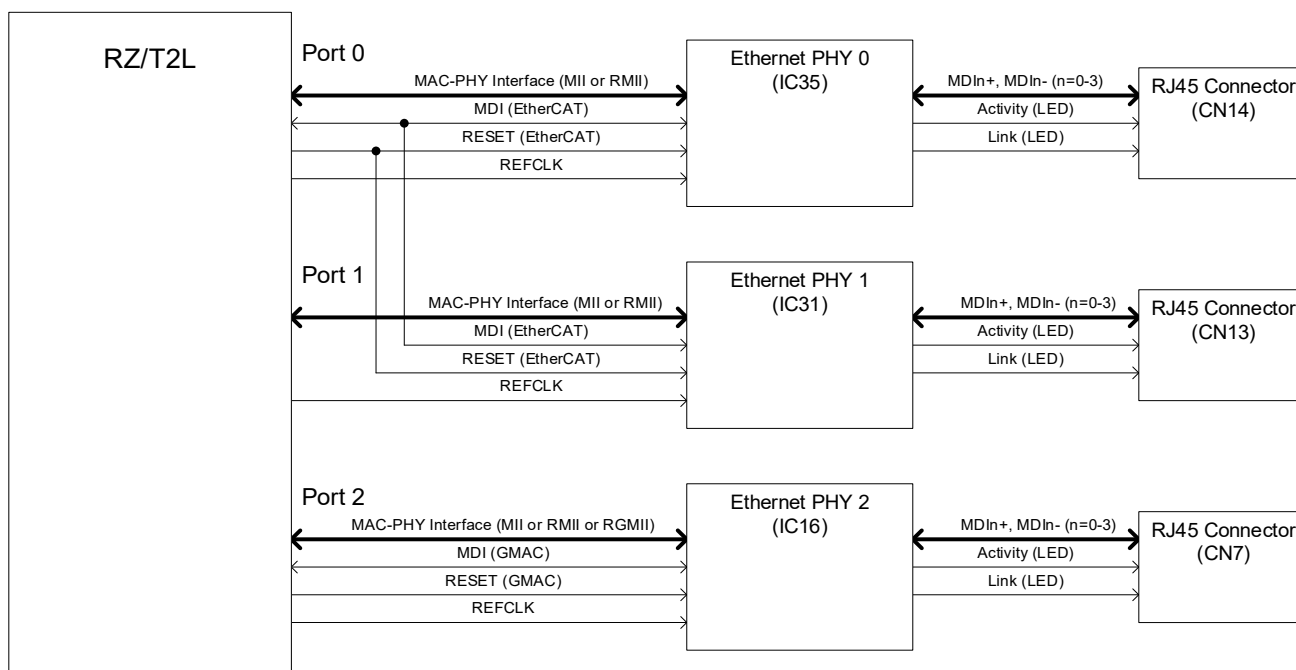 RZ/T2L
Port 0
MAC-PHY Interface (MII or RMII)
MDI (EtherCAT)
RESET (EtherCAT)
REFCLK
Ethernet PHY 0
(IC35)
MDIn+, MDIn- (n=0-3)
Activity (LED)
Link (LED)
RJ45 Connector
(CN14)
Port 1
MAC-PHY Interface (MII or RMII)
MDI (EtherCAT)
RESET (EtherCAT)
REFCLK
Ethernet PHY 1
(IC31)
MDIn+, MDIn- (n=0-3)
Activity (LED)
Link (LED)
RJ45 Connector
(CN13)
Port 2
MAC-PHY Interface (MII or RMII or RGMII)
MDI (GMAC)
RESET (GMAC)
REFCLK
Ethernet PHY 2
(IC16)
MDIn+, MDIn- (n=0-3)
Activity (LED)
Link (LED)
RJ45 Connector
(CN7)